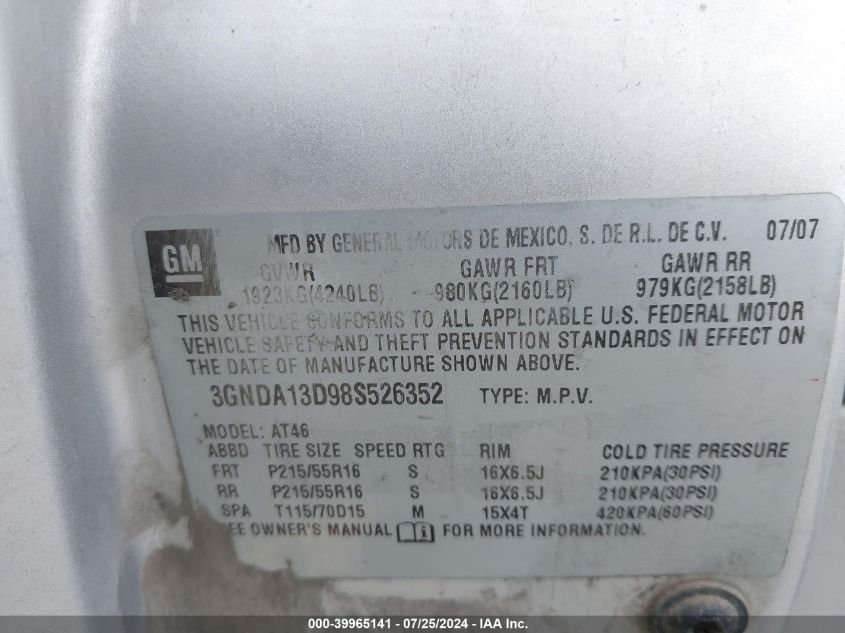 GM MFD BY GENERAL MOTORS DE MEXICO, S. DE R.L. DE C.V. 07/07
GVWR GAWR FRT GAWR RR
1923KG(4240LB) 980KG(2160LB) 979KG(2158LB)
THIS VEHICLE CONFORMS TO ALL APPLICABLE U.S. FEDERAL MOTOR
VEHICLE SAFETY AND THEFT PREVENTION STANDARDS IN EFFECT ON
THE DATE OF MANUFACTURE SHOWN ABOVE.
3GNDA13D98S526352 TYPE: M.P.V.
MODEL: AT46
ABBD TIRE SIZE SPEED RTG RIM COLD TIRE PRESSURE
FRT P215/55R16 S 16X6.5J 210KPA(30PSI)
RR P215/55R16 S 16X6.5J 210KPA(30PSI)
SPA T115/70D15 M 15X4T 420KPA(60PSI)
SEE OWNER'S MANUAL FOR MORE INFORMATION.
000-39965141 - 07/25/2024 - IAA Inc.